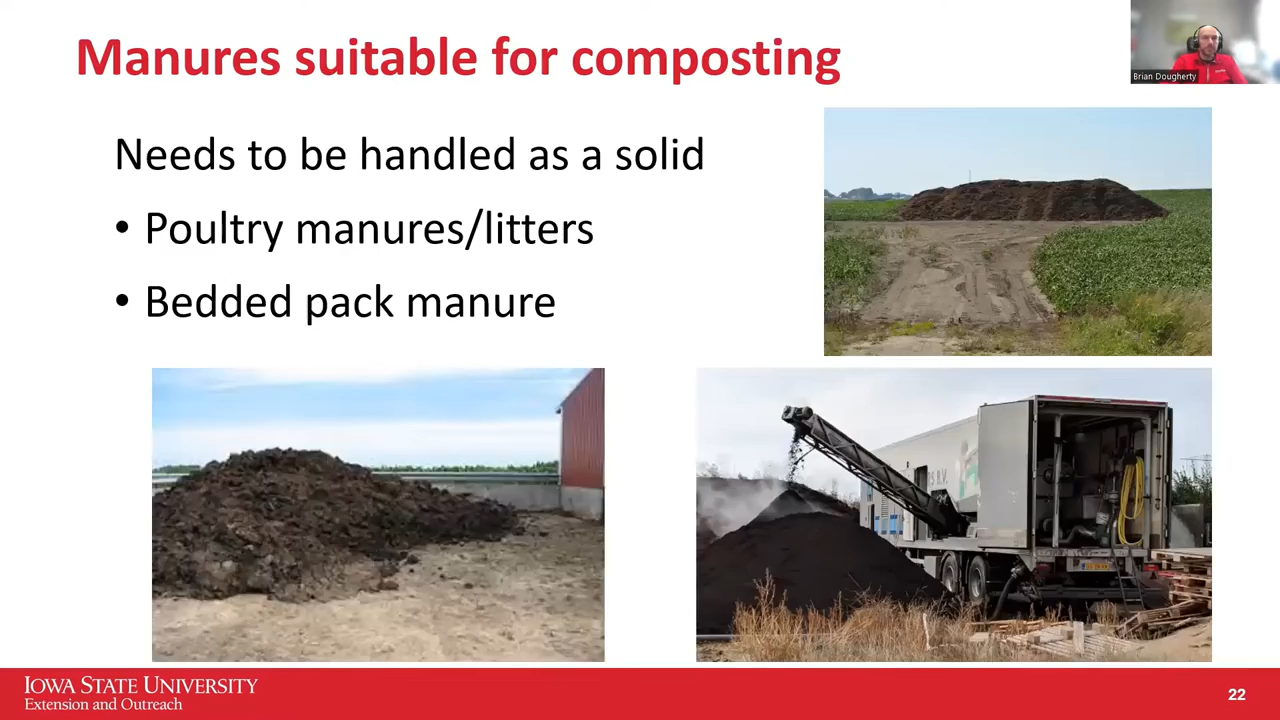 Manures suitable for composting
Brian Dougherty
Needs to be handled as a solid
• Poultry manures/litters
• Bedded pack manure
IOWA STATE UNIVERSITY
Extension and Outreach
22